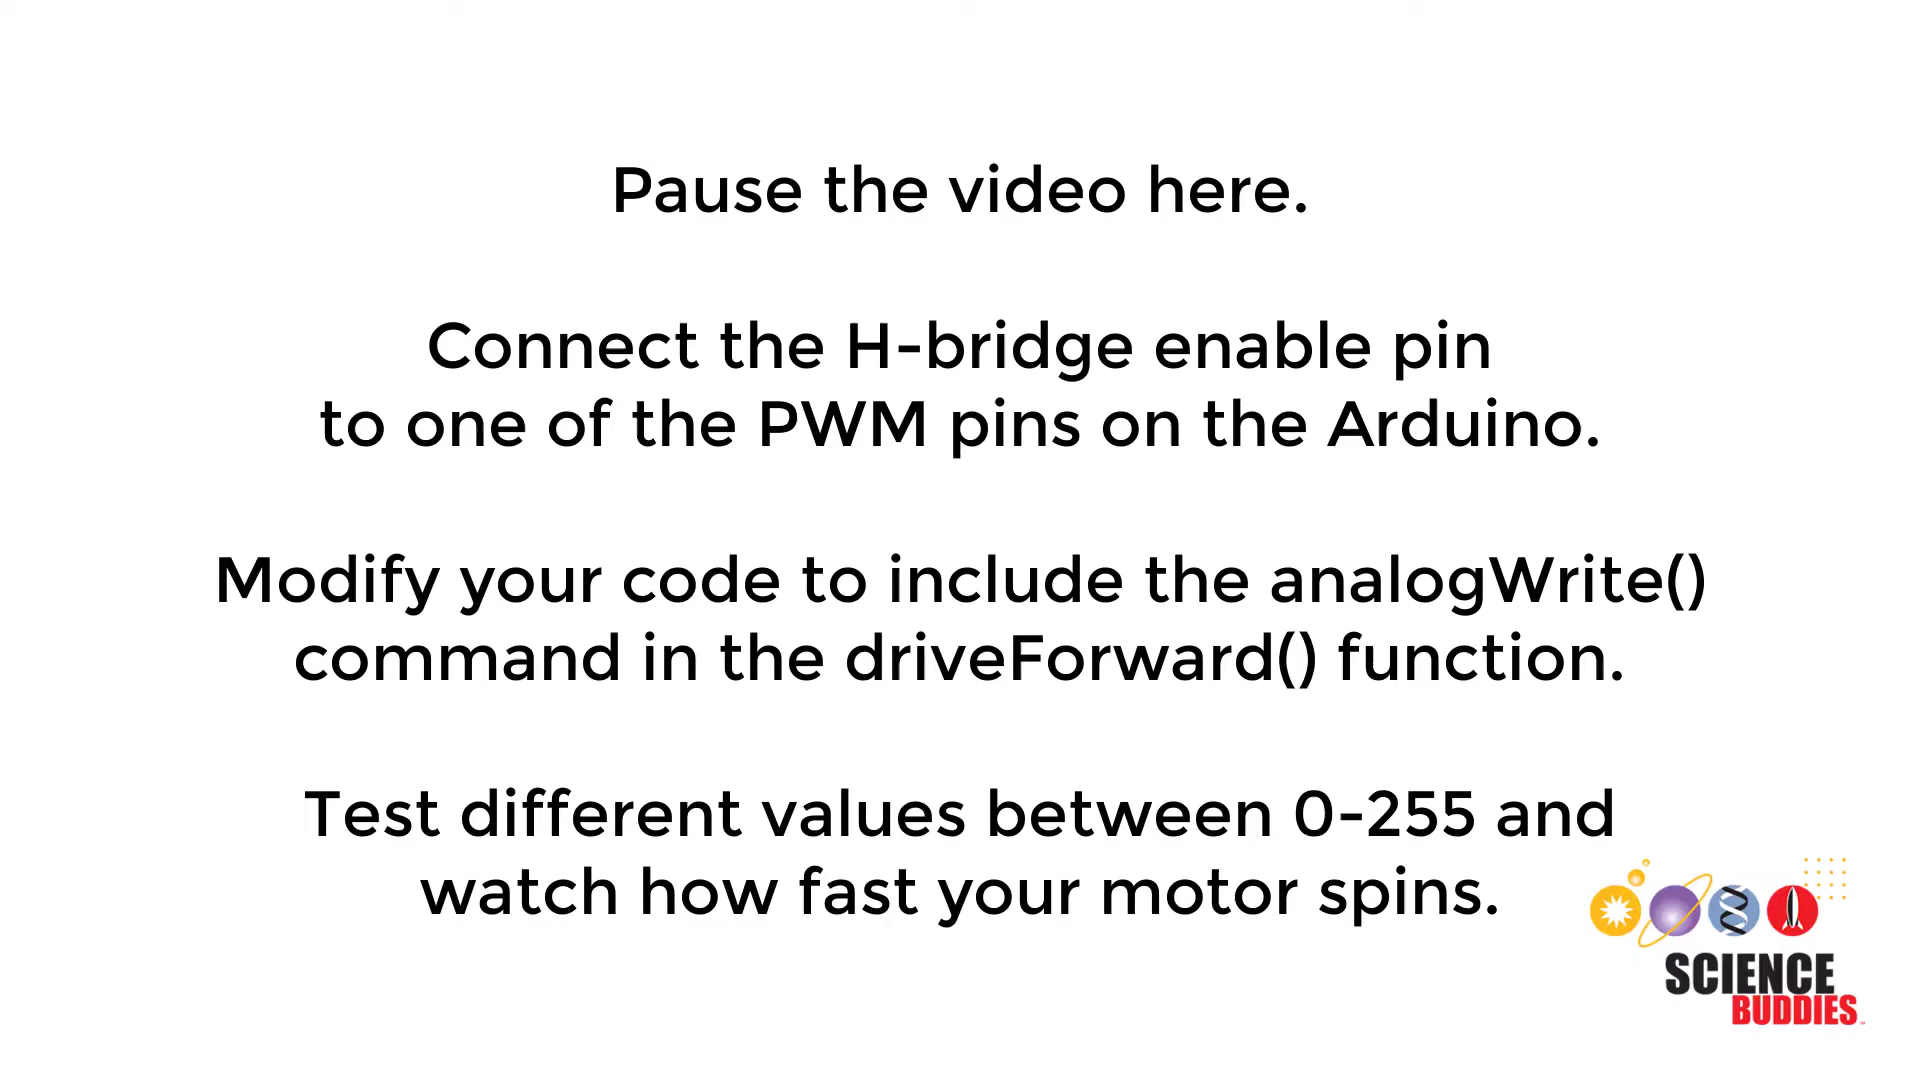 Pause the video here.
Connect the H-bridge enable pin
to one of the PWM pins on the Arduino.
Modify your code to include the analogWrite()
command in the driveForward() function.
Test different values between 0-255 and
watch how fast your motor spins.
SCIENCE
BUDDIES